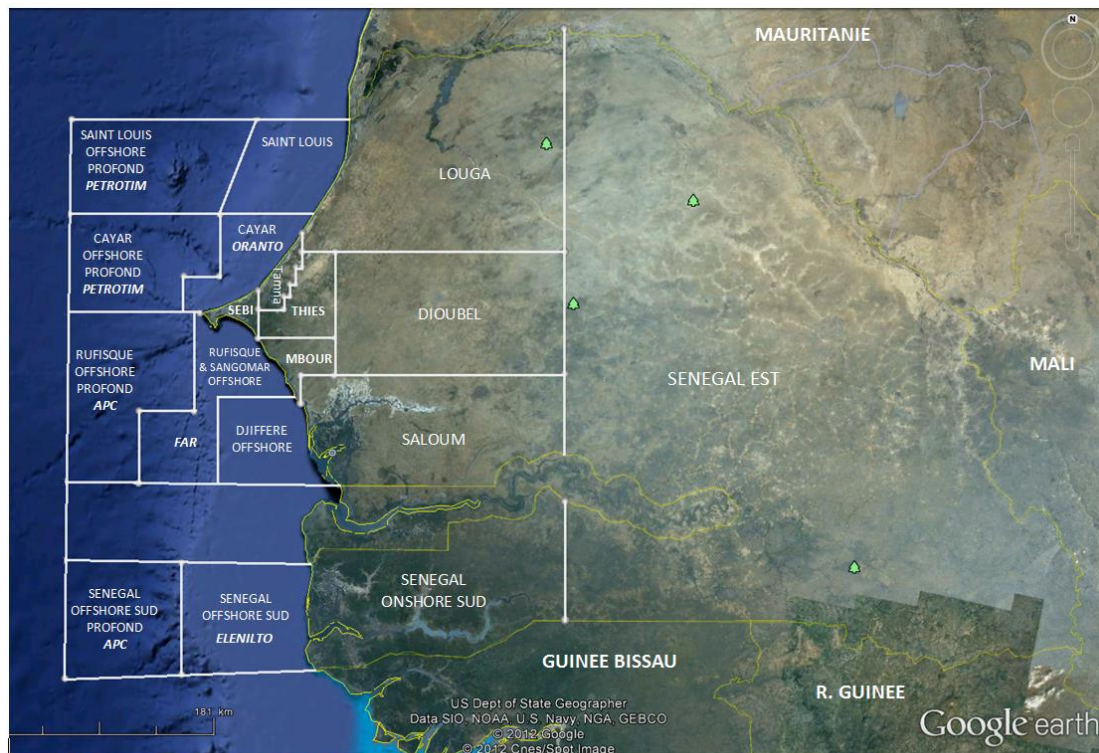 MAURITANIE
N
SAINT LOUIS
OFFSHORE
PROFOND
PETROTIM
SAINT LOUIS
LOUGA
CAYAR
OFFSHORE
PROFOND
PETROTIM
CAYAR
ORANTO
Tamna
SEBI
THIES
DIOUBEL
RUFISQUE
OFFSHORE
PROFOND
APC
RUFISQUE
& SANGOMAR
OFFSHORE
MBOUR
SENEGAL EST
MALI
FAR
DJIFFERE
OFFSHORE
SALOUM
SENEGAL
OFFSHORE SUD
PROFOND
APC
SENEGAL
OFFSHORE SUD
ELENILTO
SENEGAL
ONSHORE SUD
GUINEE BISSAU
R. GUINEE
181 km
US Dept of State Geographer
Data SIO, NOAA, U.S. Navy, NGA, GEBCO
© 2012 Google
© 2012 Cnes/Spot Image
Google earth